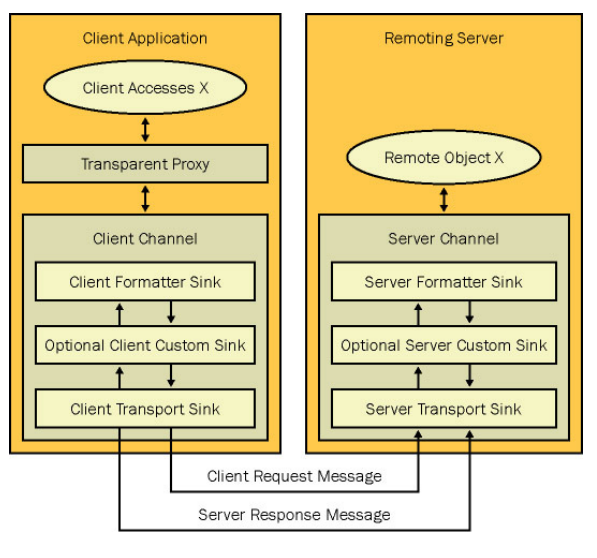 Client Application
Client Accesses X
Transparent Proxy
Client Channel
Client Formatter Sink
Optional Client Custom Sink
Client Transport Sink
Remoting Server
Remote Object X
Server Channel
Server Formatter Sink
Optional Server Custom Sink
Server Transport Sink
Client Request Message
Server Response Message